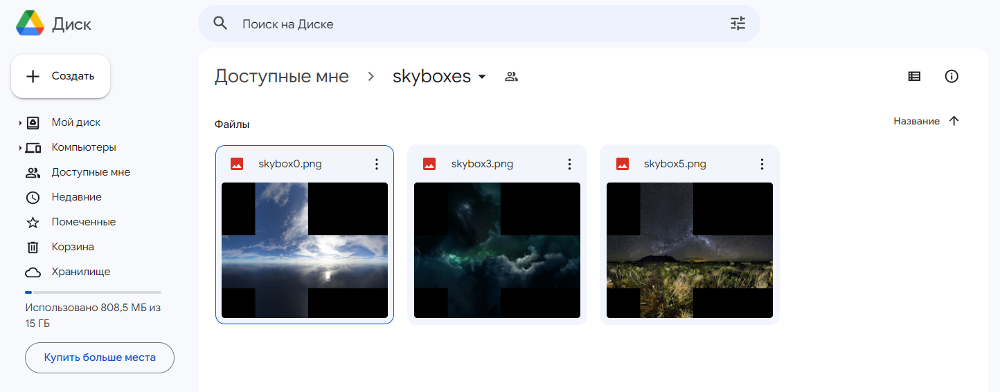 Диск
Поиск на Диске
Создать
Мой диск
Компьютеры
Доступные мне
Недавние
Помеченные
Корзина
Хранилище
Использовано 808,5 МБ из
15 ГБ
Купить больше места
Доступные мне > skyboxes
Файлы
Название
skybox0.png
skybox3.png
skybox5.png